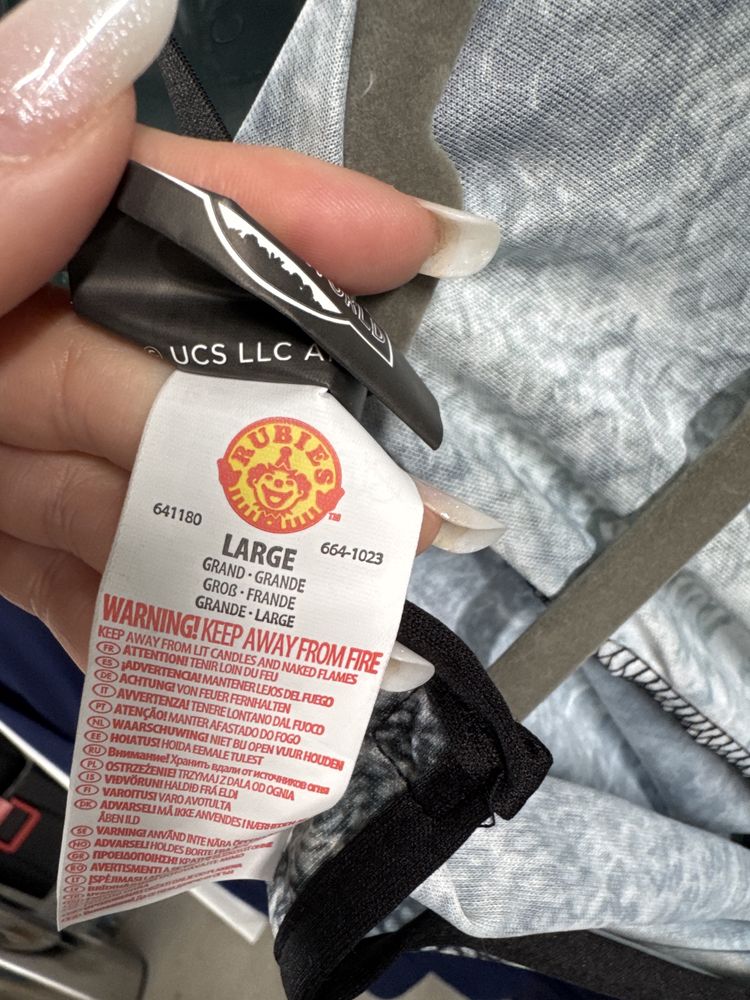 WORLD
© UCS LLC A
RUBIES
TM
641180
664-1023
LARGE
GRAND · GRANDE
GROß · FRANDE
GRANDE · LARGE
WARNING! KEEP AWAY FROM FIRE
KEEP AWAY FROM LIT CANDLES AND NAKED FLAMES
FR ATTENTION! TENIR LOIN DU FEU
ES ¡ADVERTENCIA! MANTENER LEJOS DEL FUEGO
DE ACHTUNG! VON FEUER FERNHALTEN
IT AVVERTENZA! TENERE LONTANO DAL FUOCO
PT ATENÇÃO! MANTER AFASTADO DO FOGO
NL WAARSCHUWING! NIET BIJ OPEN VUUR HOUDEN
EE HOIATUS! HOIDA EEMALE TULEST
RU Внимание! Хранить вдали от источников огня
PL OSTRZEŻENIE! TRZYMAJ Z DALA OD OGNIA
IS VIÐVÖRUN! HALDIÐ FRÁ ELDI
FI VAROITUS! VARO AVOTULTA
DK ADVARSEL! MÅ IKKE ANVENDES I NÆRHEDEN
ÅBEN ILD
SE VARNING! ANVÄND INTE NÄRA
NO ADVARSEL! HOLDES BORTE FRA
GR ΠΡΟΕΙΔΟΠΟΙΗΣΗ!
RO AVERTISMENT!